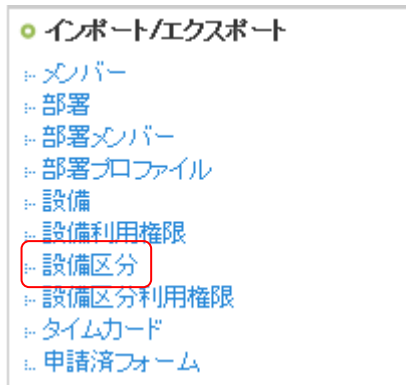 インポート/エクスポート
メンバー
部署
部署メンバー
部署プロファイル
設備
設備利用権限
設備区分
設備区分利用権限
タイムカード
申請済フォーム